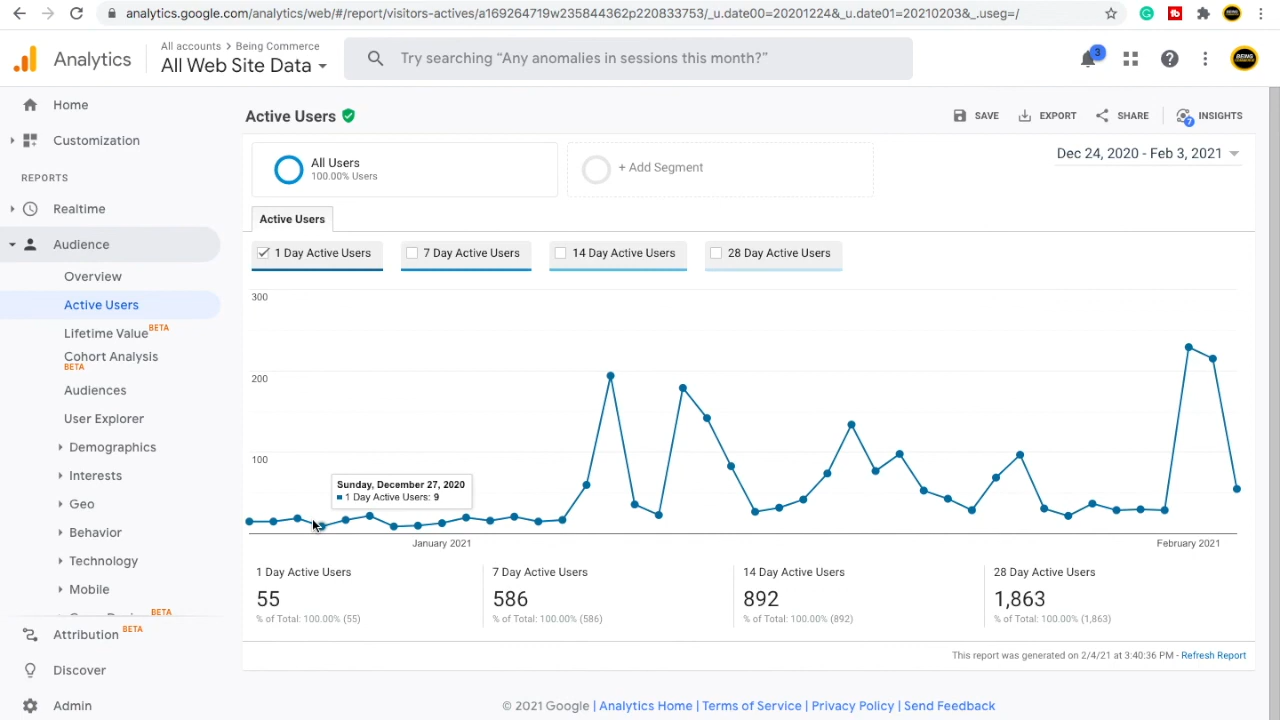 analytics.google.com/analytics/web/#/report/visitors-actives/a169264719w235844362p220833753/_u.date00=20201224&_u.date01=20210203&_.useg=/
Analytics
All accounts > Being Commerce
All Web Site Data
Try searching “Any anomalies in sessions this month?”
3
Home
Customization
REPORTS
Realtime
Audience
Overview
Active Users
Lifetime Value BETA
Cohort Analysis
BETA
Audiences
User Explorer
Demographics
Interests
Geo
Behavior
Technology
Mobile
BETA
Attribution BETA
Discover
Admin
Active Users
SAVE EXPORT SHARE 7 INSIGHTS
All Users
100.00% Users
+ Add Segment
Dec 24, 2020 - Feb 3, 2021
Active Users
1 Day Active Users 7 Day Active Users 14 Day Active Users 28 Day Active Users
300
200
100
Sunday, December 27, 2020
1 Day Active Users: 9
January 2021 February 2021
1 Day Active Users
55
% of Total: 100.00% (55)
7 Day Active Users
586
% of Total: 100.00% (586)
14 Day Active Users
892
% of Total: 100.00% (892)
28 Day Active Users
1,863
% of Total: 100.00% (1,863)
This report was generated on 2/4/21 at 3:40:36 PM - Refresh Report
© 2021 Google | Analytics Home | Terms of Service | Privacy Policy | Send Feedback